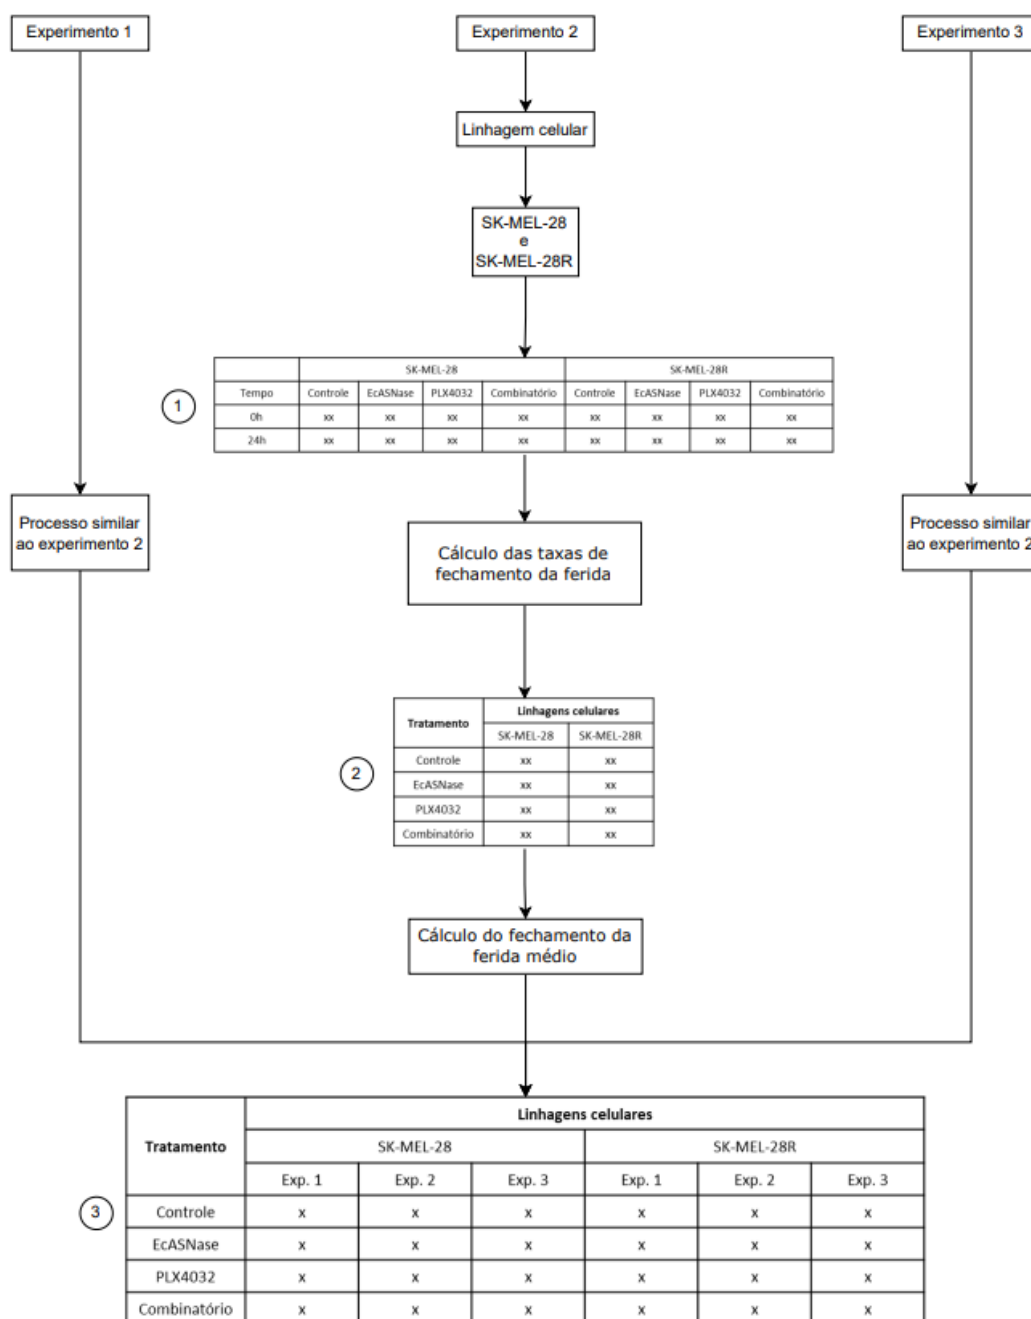 Experimento 1
Experimento 2
Experimento 3
Linhagem celular
SK-MEL-28
e
SK-MEL-28R
SK-MEL-28 SK-MEL-28R
Tempo Controle EcASNase PLX4032 Combinatório Controle EcASNase PLX4032 Combinatório
0h xx xx xx xx xx xx xx xx
24h xx xx xx xx xx xx xx xx
1
Processo similar
ao experimento 2
Processo similar
ao experimento 2
Cálculo das taxas de
fechamento da ferida
Tratamento Linhagens celulares
SK-MEL-28 SK-MEL-28R
Controle xx xx
EcASNase xx xx
PLX4032 xx xx
Combinatório xx xx
2
Cálculo do fechamento da
ferida médio
Tratamento Linhagens celulares
SK-MEL-28 SK-MEL-28R
Exp. 1 Exp. 2 Exp. 3 Exp. 1 Exp. 2 Exp. 3
3
Controle x x x x x x
EcASNase x x x x x x
PLX4032 x x x x x x
Combinatório x x x x x x